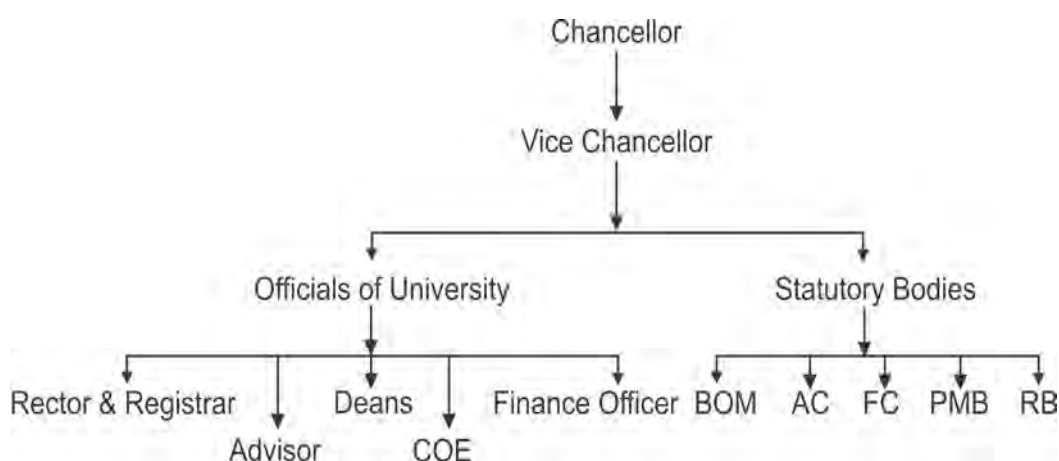 Chancellor
Vice Chancellor
Officials of University Statutory Bodies
Rector & Registrar Deans Finance Officer BOM AC FC PMB RB
Advisor COE